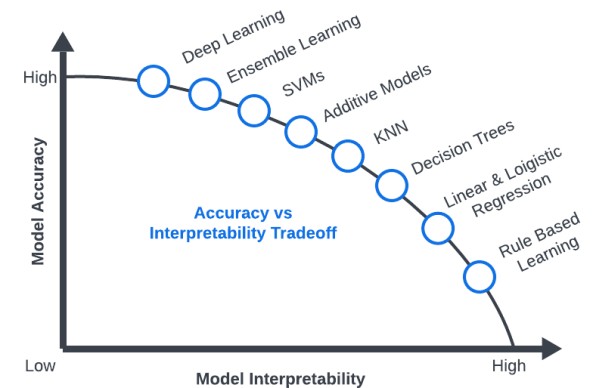 Deep Learning
Ensemble Learning
SVMs
Additive Models
KNN
Decision Trees
Linear & Loigistic
Regression
Rule Based
Learning
High
Model Accuracy
Accuracy vs
Interpretability Tradeoff
Low
Model Interpretability
High